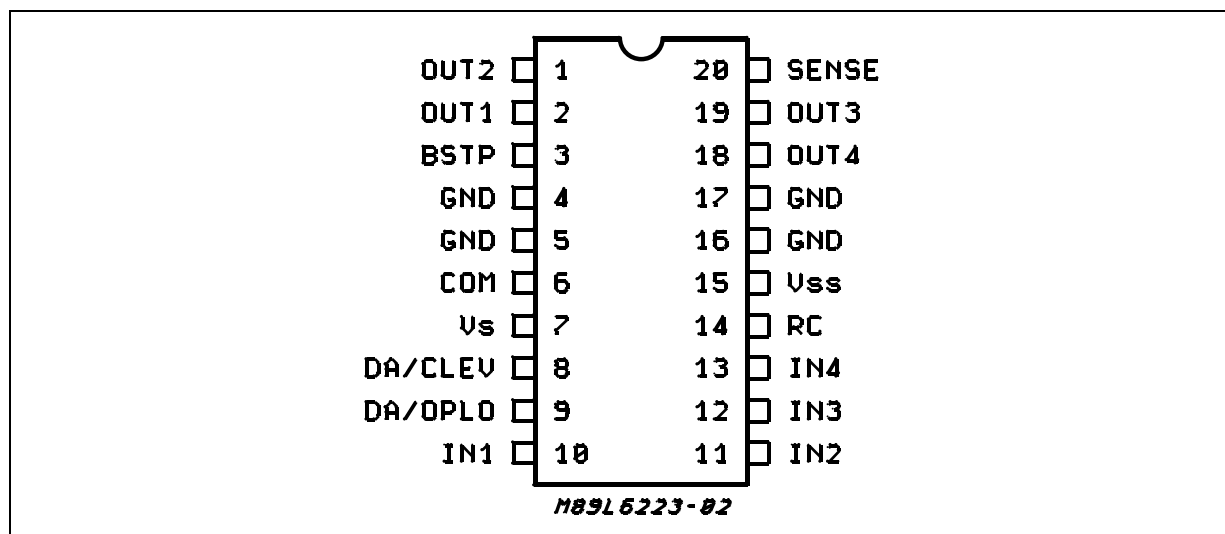 OUT2 1 20 SENSE
OUT1 2 19 OUT3
BSTP 3 18 OUT4
GND 4 17 GND
GND 5 16 GND
COM 6 15 Vss
Vs 7 14 RC
DA/CLEV 8 13 IN4
DA/OPLO 9 12 IN3
IN1 10 11 IN2
M89L6223-02